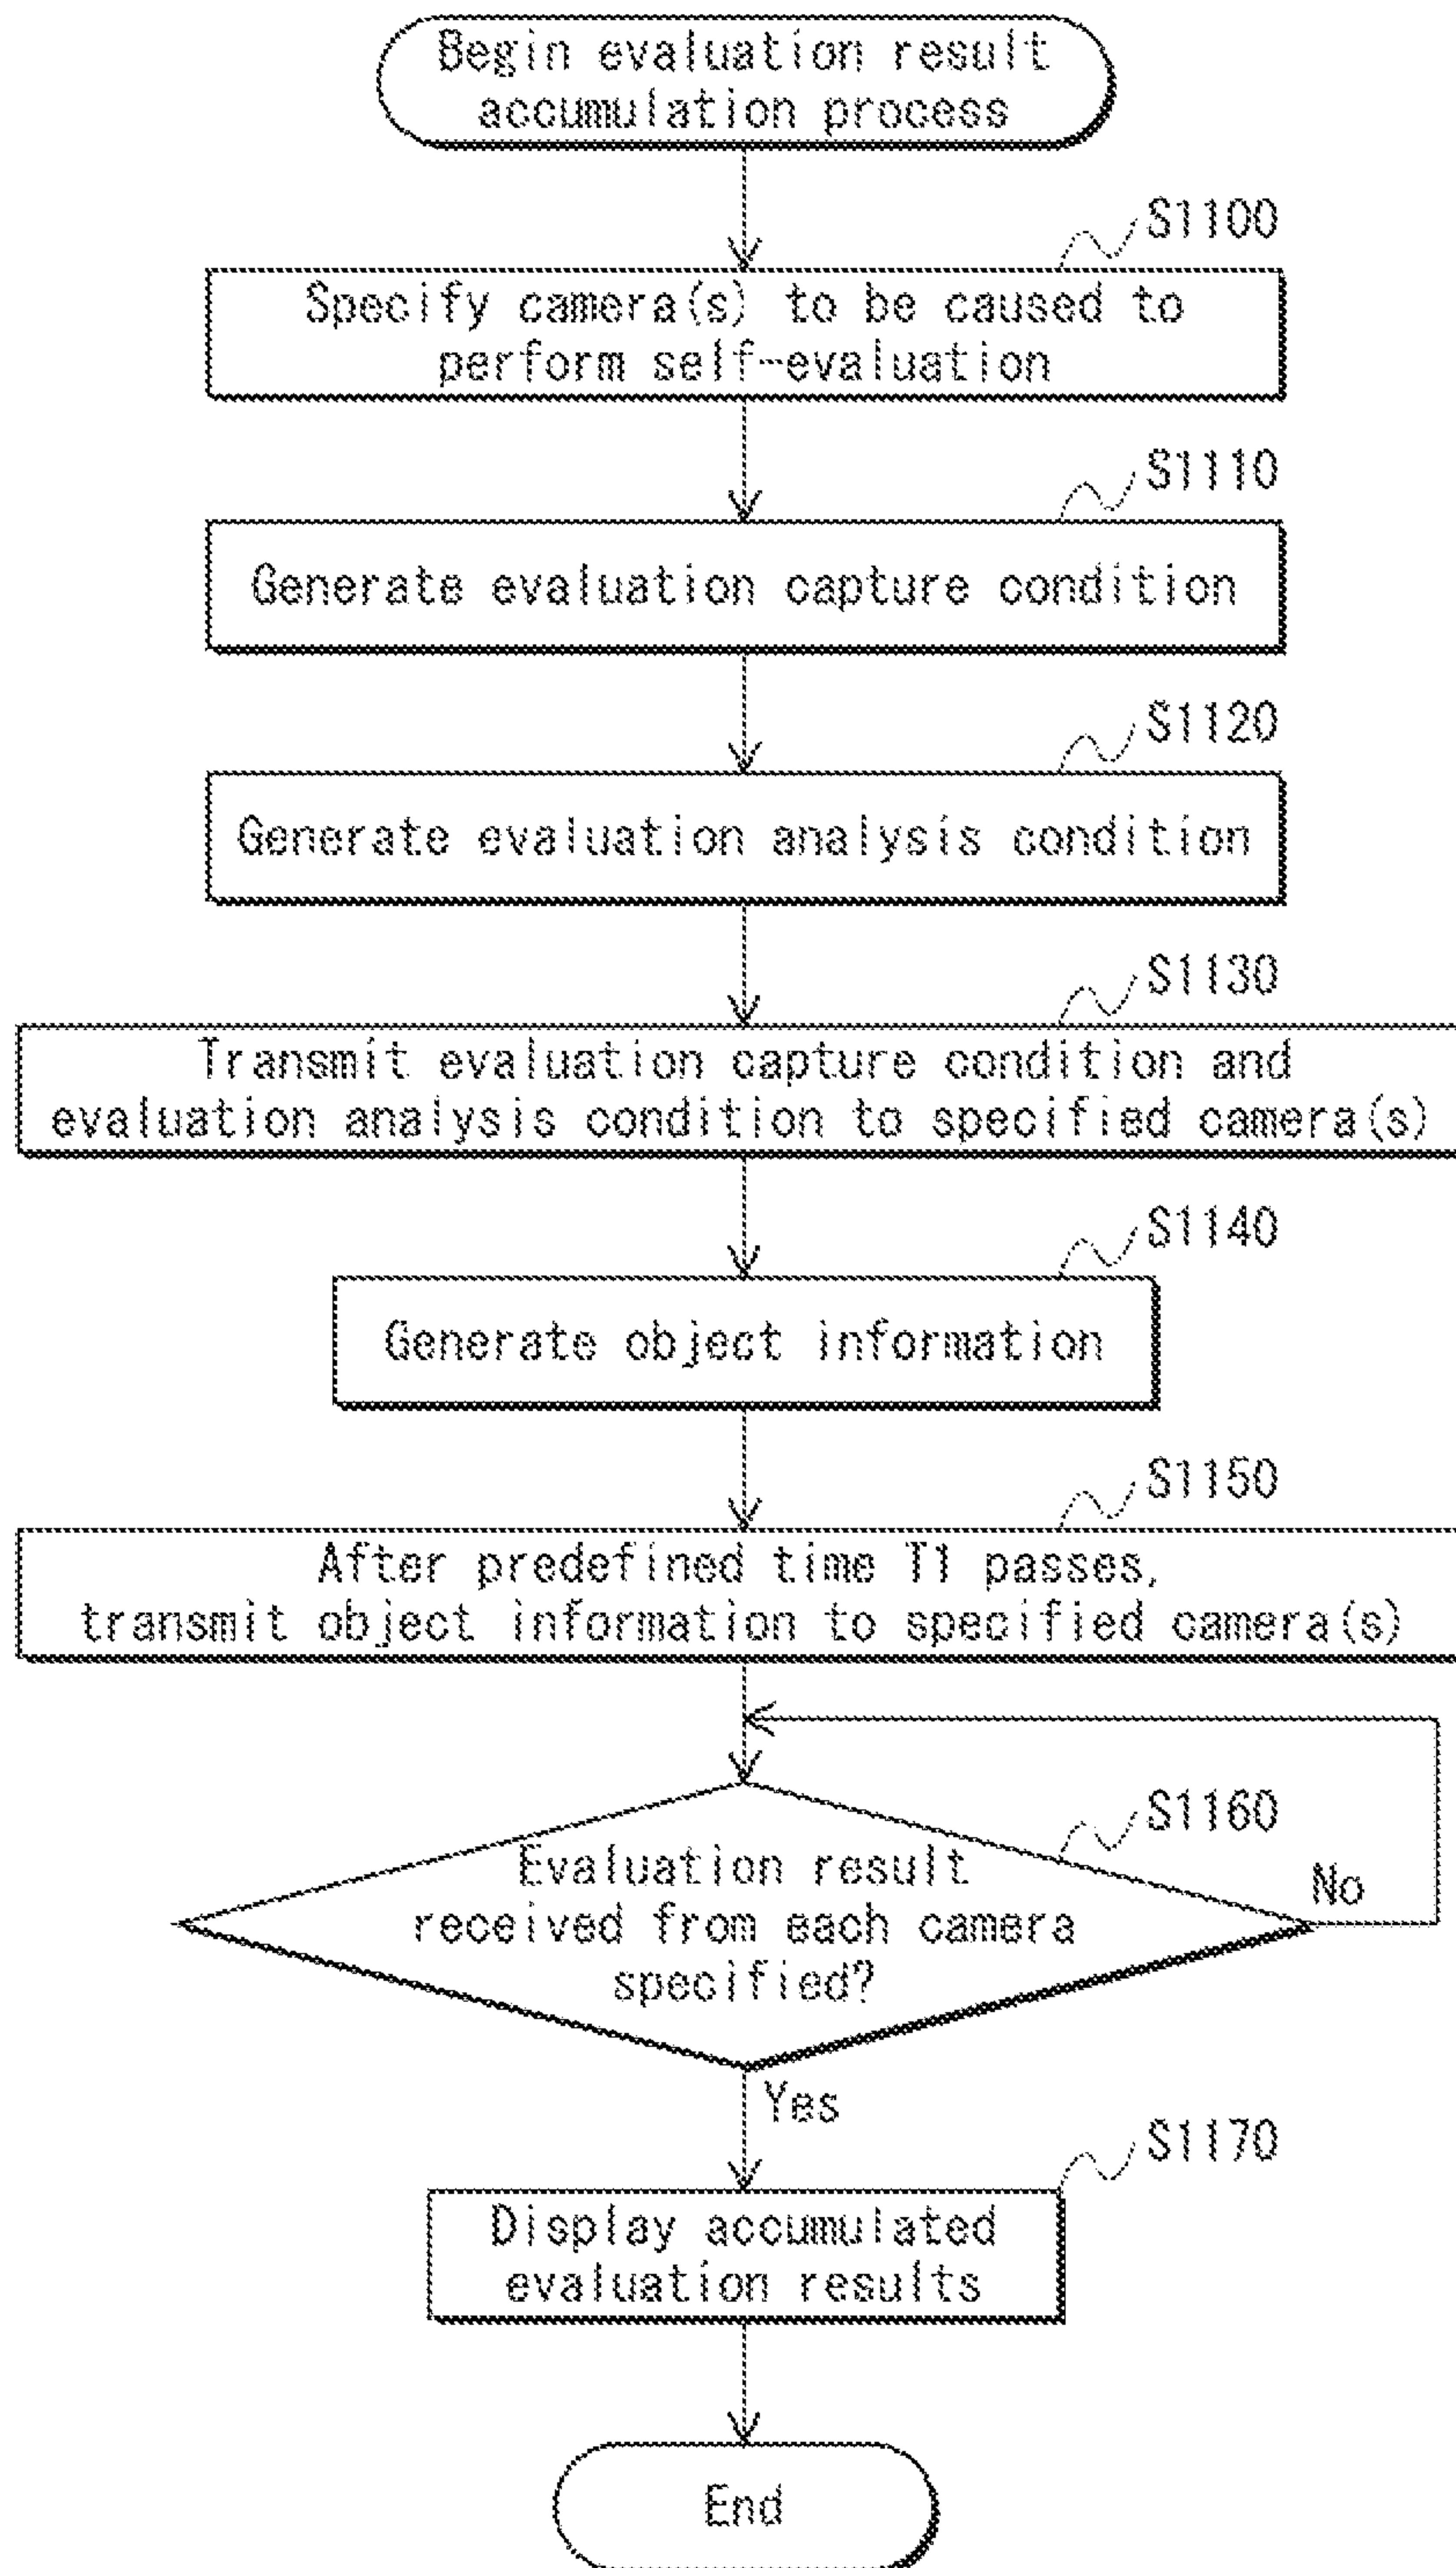 Begin evaluation result
accumulation process
S1100
Specify camera(s) to be caused to
perform self-evaluation
S1110
Generate evaluation capture condition
S1120
Generate evaluation analysis condition
S1130
Transmit evaluation capture condition and
evaluation analysis condition to specified camera(s)
S1140
Generate object information
S1150
After predefined time T1 passes,
transmit object information to specified camera(s)
S1160
Evaluation result
received from each camera
specified?
No
Yes
S1170
Display accumulated
evaluation results
End